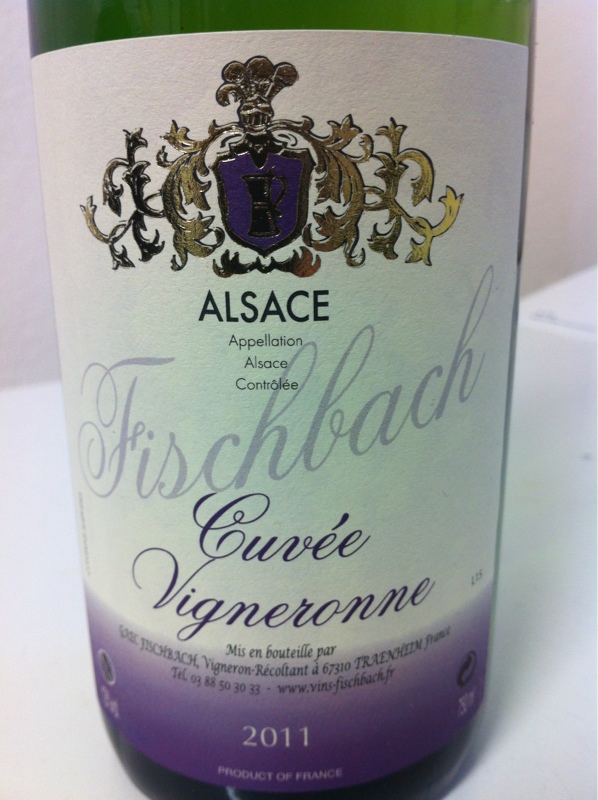 ALSACE
Appellation
Alsace
Contrôlée
Fischbach
Cuvée
Vigneronne
L15
Mis en bouteille par
FISCHBACH, Vigneron-Récoltant à 67310 TRAENHEIM France
Tél. 03 88 50 30 33 - www.vins-fischbach.fr
2011
PRODUCT OF FRANCE